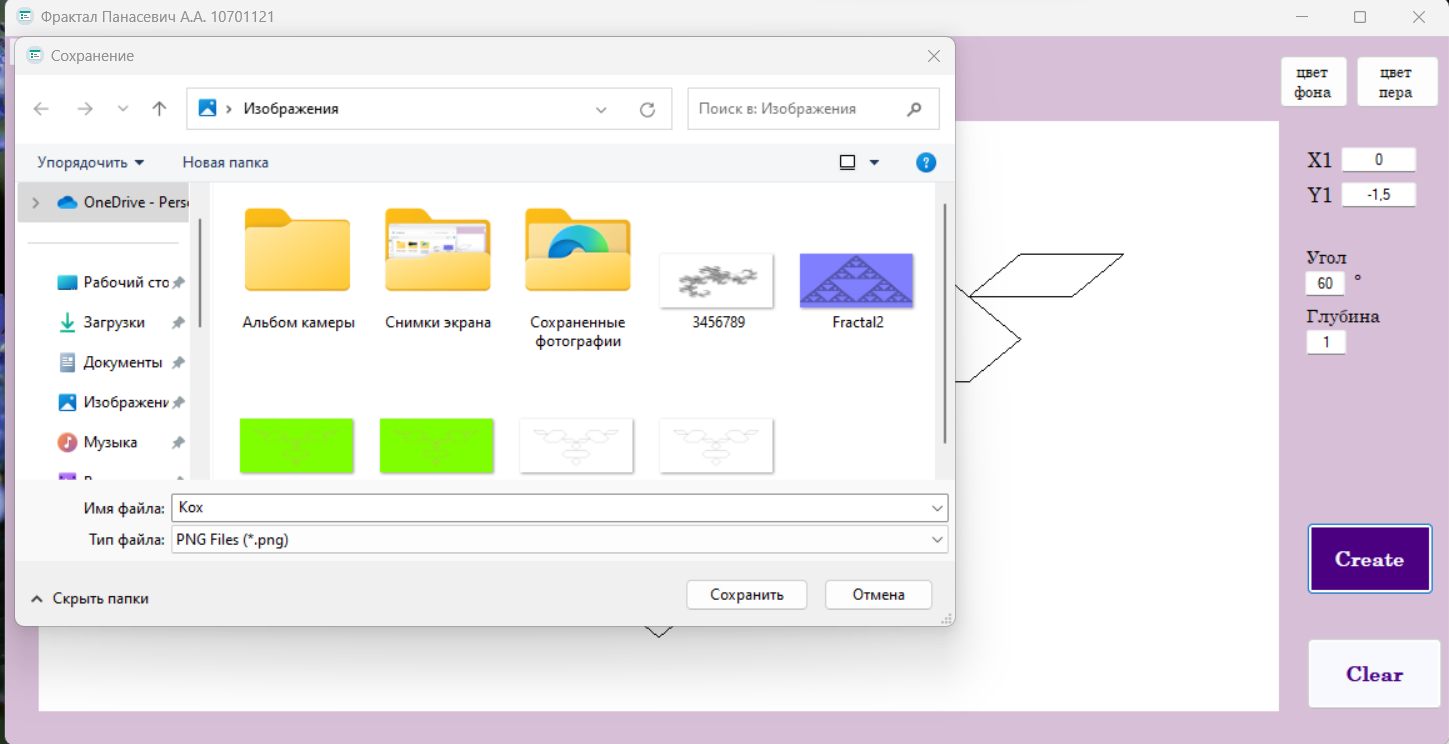 Фрактал Панасевич А.А. 10701121
Сохранение
Изображения
Поиск в: Изображения
Упорядочить
Новая папка
OneDrive - Perso
Рабочий сто
Загрузки
Документы
Изображени
Музыка
Альбом камеры
Снимки экрана
Сохраненные
фотографии
3456789
Fractal2
Имя файла: Kox
Тип файла: PNG Files (*.png)
Скрыть папки
Сохранить
Отмена
цвет
фона
цвет
пера
X1 0
Y1 -1,5
Угол
60 °
Глубина
1
Create
Clear